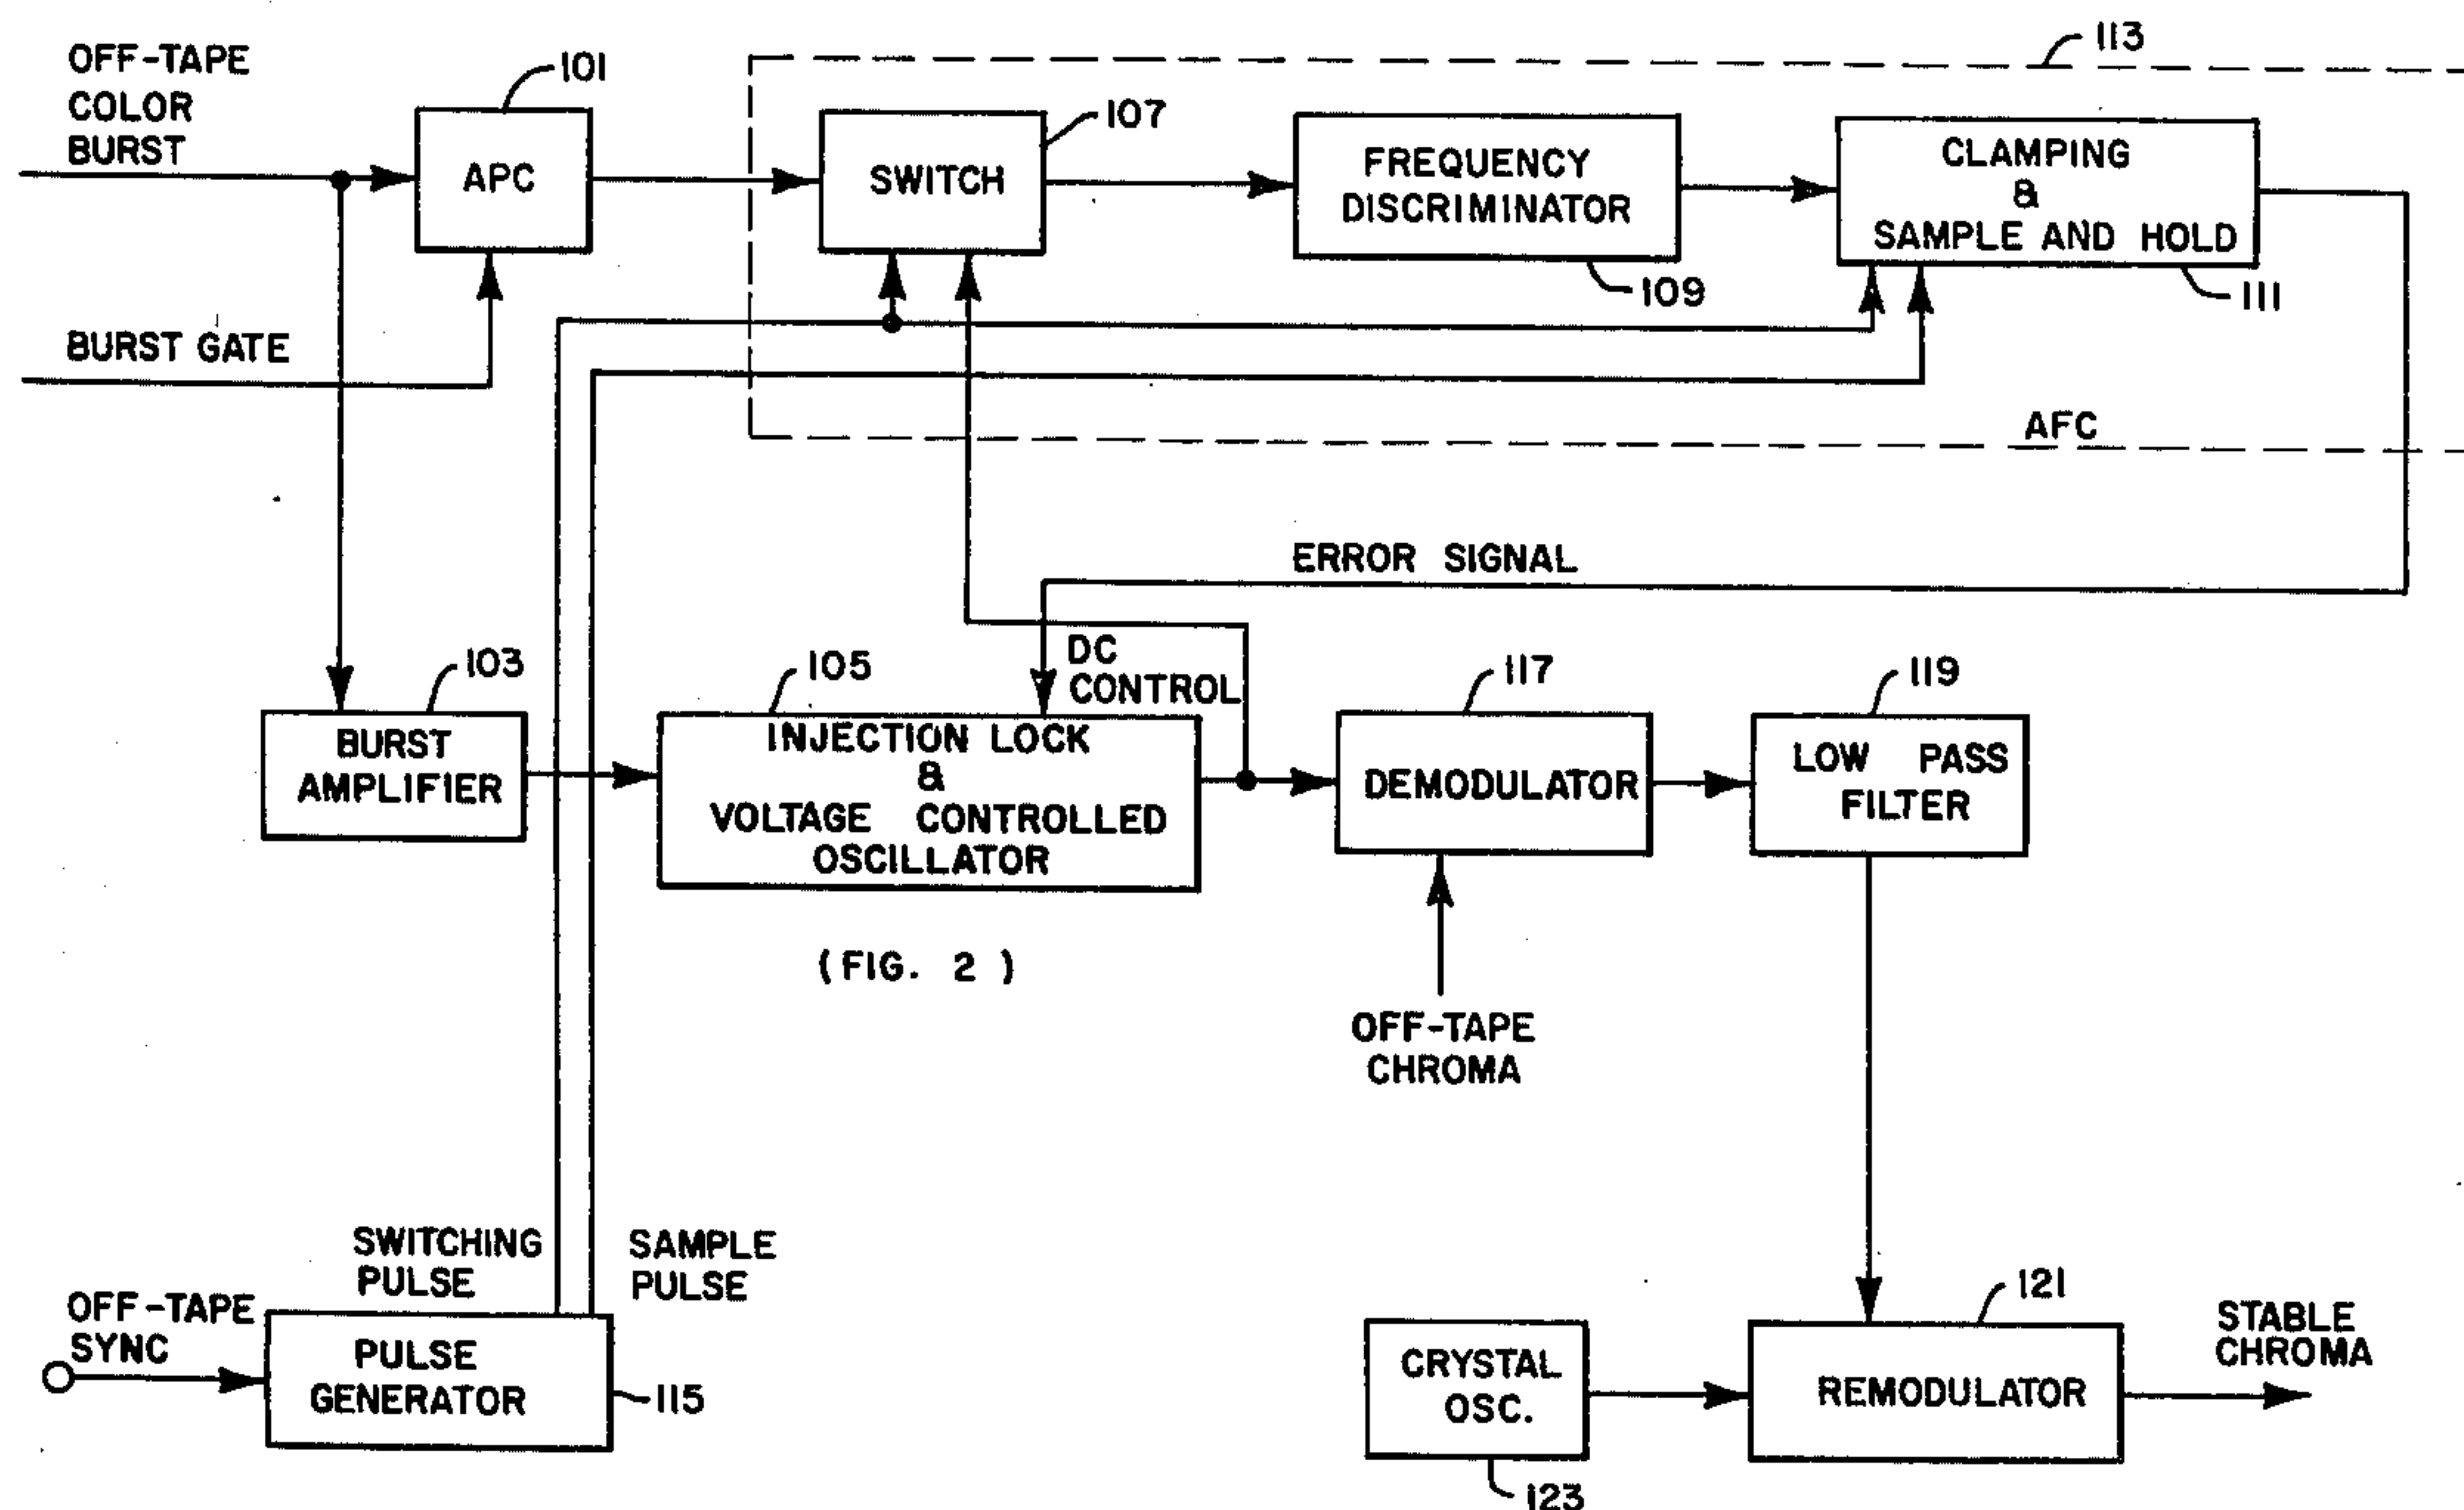 OFF-TAPE
COLOR
BURST
101
APC
113
107
SWITCH
FREQUENCY
DISCRIMINATOR
109
CLAMPING
&
SAMPLE AND HOLD
111
BURST GATE
AFC
ERROR SIGNAL
DC
CONTROL
103
BURST
AMPLIFIER
105
INJECTION LOCK
&
VOLTAGE CONTROLLED
OSCILLATOR
(FIG. 2 )
117
DEMODULATOR
119
LOW PASS
FILTER
OFF-TAPE
CHROMA
SWITCHING
PULSE
SAMPLE
PULSE
OFF-TAPE
SYNC
PULSE
GENERATOR
115
CRYSTAL
OSC.
123
121
REMODULATOR
STABLE
CHROMA